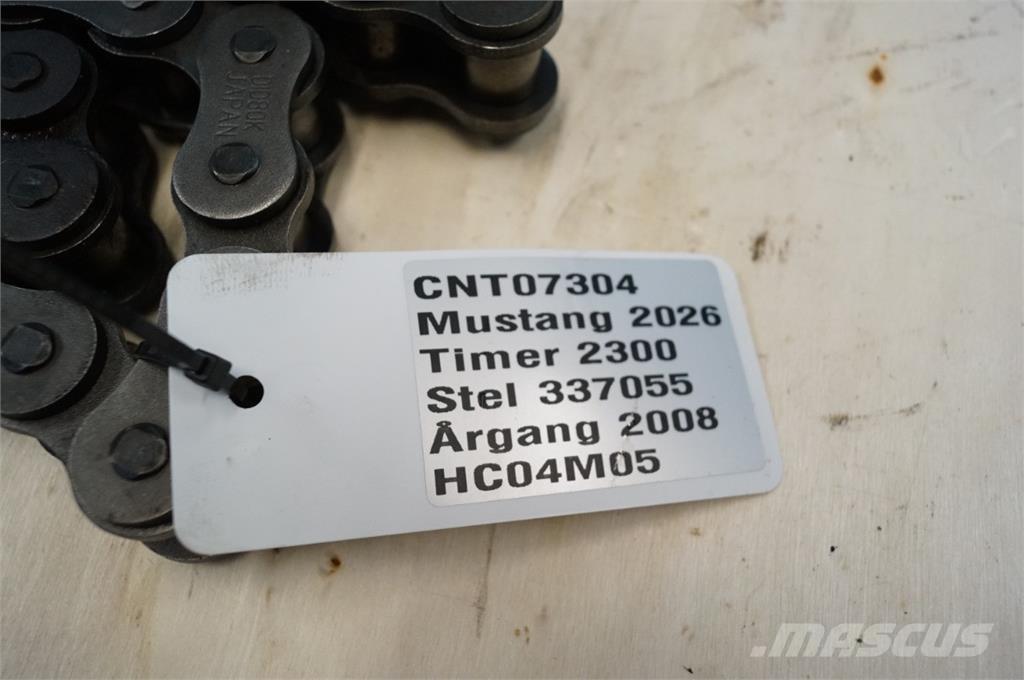 JAPAN
CNT07304
Mustang 2026
Timer 2300
Stel 337055
Årgang 2008
HC04M05
MASCUS